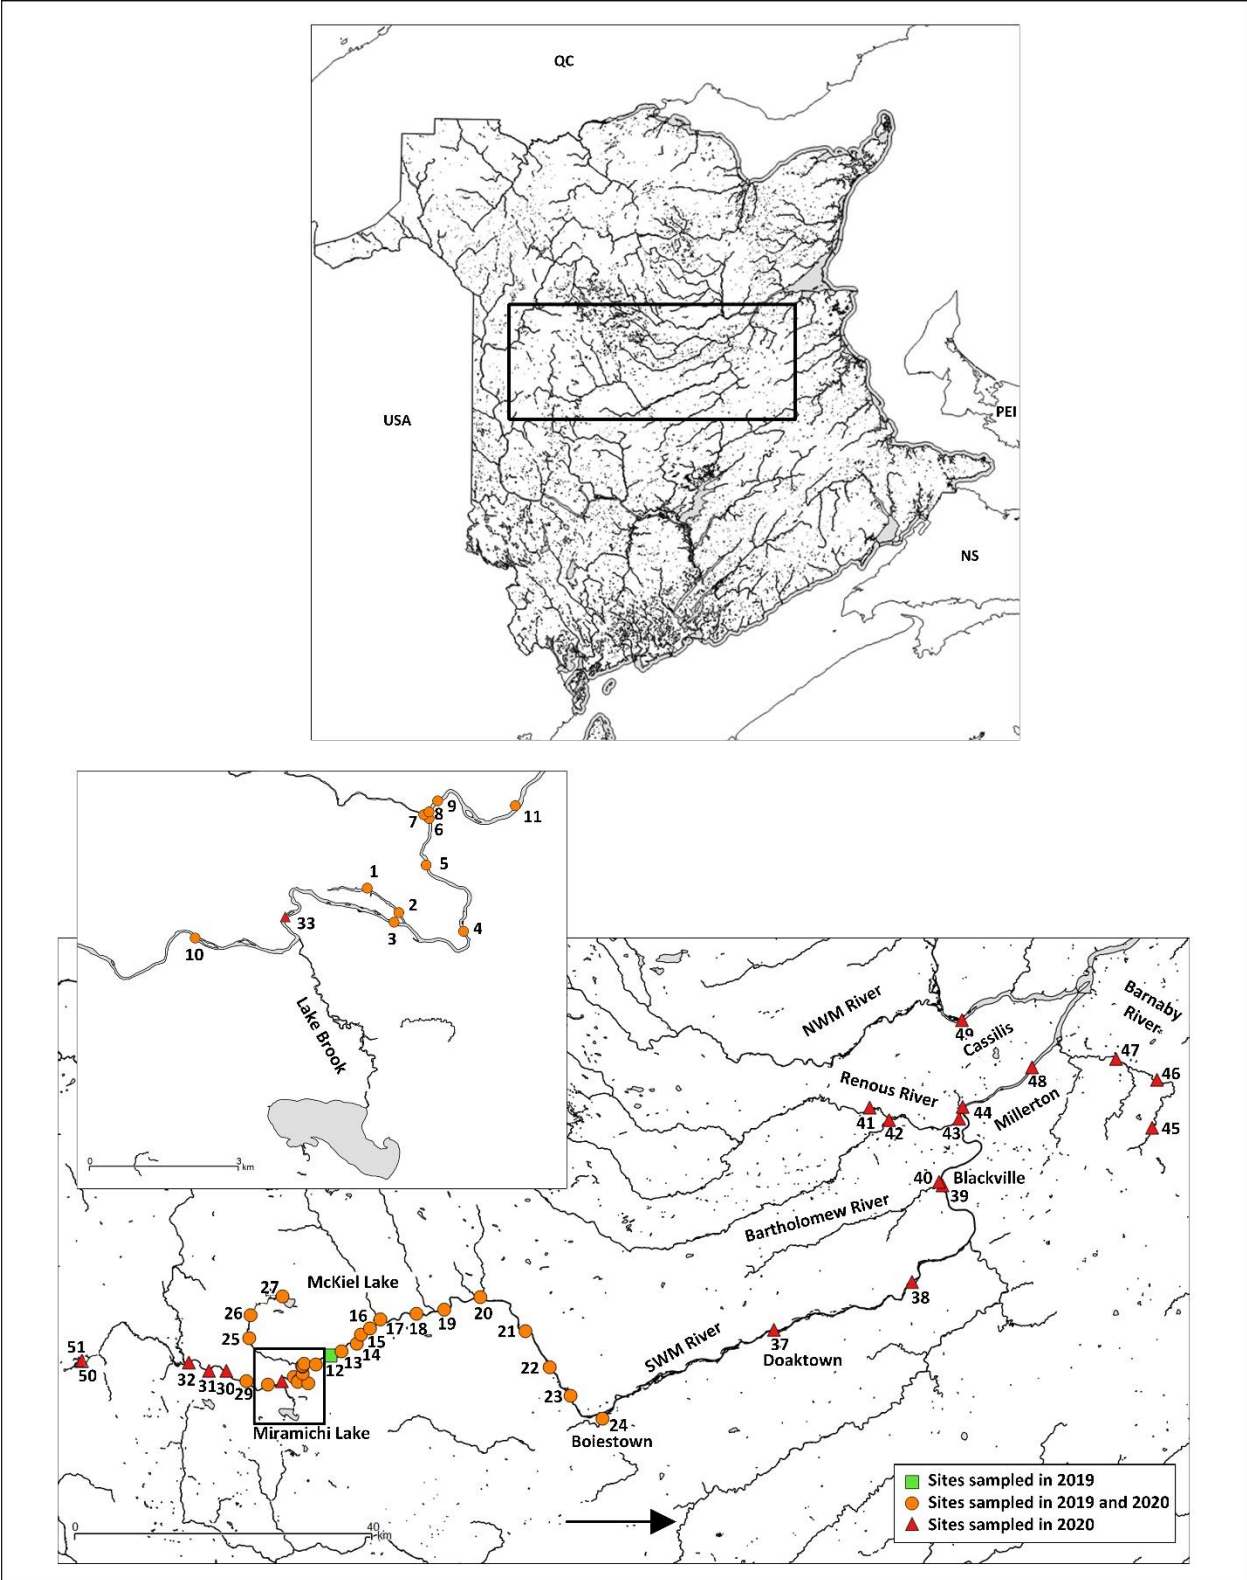 QC
USA
PEI
NS
9
8
7
6
11
5
1
2
3
4
33
10
Lake Brook
0
3
km
NWM River
Barnaby
River
49
Cassilis
47
46
48
Renous River
44
Millerton
41
42
43
45
40
Blackville
39
Bartholomew River
27
McKiel Lake
38
26
16
17
18
19
20
25
15
21
14
13
12
37
SWM River
Doaktown
51
50
32
31
30
29
22
23
24
Miramichi Lake
Boiestown
Sites sampled in 2019
Sites sampled in 2019 and 2020
Sites sampled in 2020
0
40
km